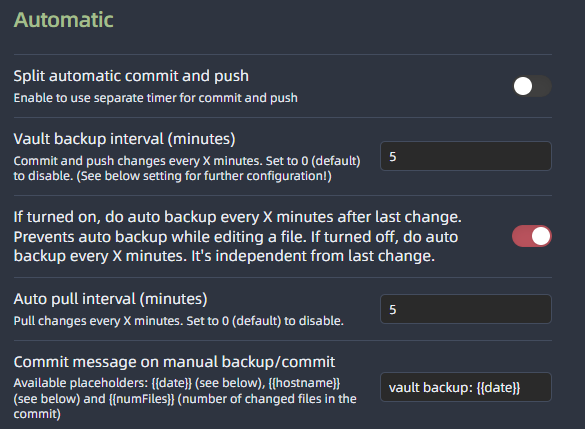 Automatic
Split automatic commit and push
Enable to use separate timer for commit and push
Vault backup interval (minutes)
Commit and push changes every X minutes. Set to 0 (default)
to disable. (See below setting for further configuration!)
5
If turned on, do auto backup every X minutes after last change.
Prevents auto backup while editing a file. If turned off, do auto
backup every X minutes. It's independent from last change.
Auto pull interval (minutes)
Pull changes every X minutes. Set to 0 (default) to disable.
5
Commit message on manual backup/commit
Available placeholders: {{date}} (see below), {{hostname}}
(see below) and {{numFiles}} (number of changed files in the
commit)
vault backup: {{date}}